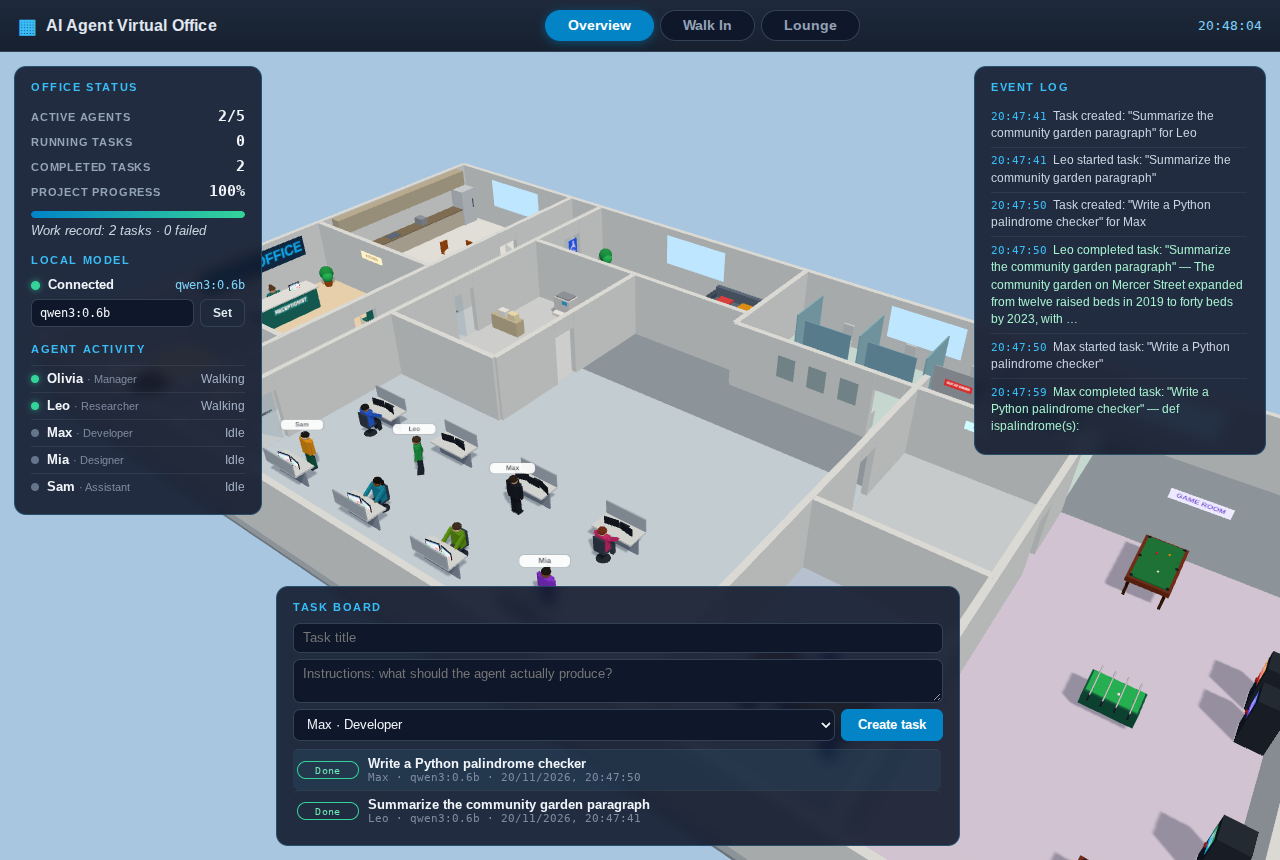 AI Agent Virtual Office
Overview
Walk In
Lounge
20:48:04
OFFICE STATUS
ACTIVE AGENTS 2/5
RUNNING TASKS 0
COMPLETED TASKS 2
PROJECT PROGRESS 100%
Work record: 2 tasks · 0 failed
LOCAL MODEL
Connected qwen3:0.6b
qwen3:0.6b Set
AGENT ACTIVITY
Olivia · Manager Walking
Leo · Researcher Walking
Max · Developer Idle
Mia · Designer Idle
Sam · Assistant Idle
OFFICE
RECEPTIONIST
Sam
Leo
Max
Mia
GAME ROOM
EVENT LOG
20:47:41 Task created: "Summarize the
community garden paragraph" for Leo
20:47:41 Leo started task: "Summarize the
community garden paragraph"
20:47:50 Task created: "Write a Python
palindrome checker" for Max
20:47:50 Leo completed task: "Summarize
the community garden paragraph" — The
community garden on Mercer Street expanded
from twelve raised beds in 2019 to forty beds
by 2023, with …
20:47:50 Max started task: "Write a Python
palindrome checker"
20:47:59 Max completed task: "Write a
Python palindrome checker" — def
ispalindrome(s):
TASK BOARD
Task title
Instructions: what should the agent actually produce?
Max · Developer
Create task
Done
Write a Python palindrome checker
Max · qwen3:0.6b · 20/11/2026, 20:47:50
Done
Summarize the community garden paragraph
Leo · qwen3:0.6b · 20/11/2026, 20:47:41